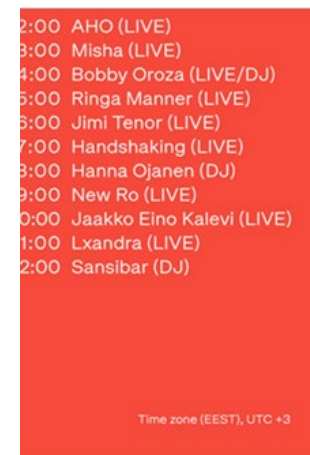 2:00 AHO (LIVE)
3:00 Misha (LIVE)
4:00 Bobby Oroza (LIVE/DJ)
5:00 Ringa Manner (LIVE)
6:00 Jimi Tenor (LIVE)
7:00 Handshaking (LIVE)
8:00 Hanna Ojanen (DJ)
9:00 New Ro (LIVE)
0:00 Jaakko Eino Kalevi (LIVE)
1:00 Lxandra (LIVE)
2:00 Sansibar (DJ)
Time zone (EEST), UTC +3